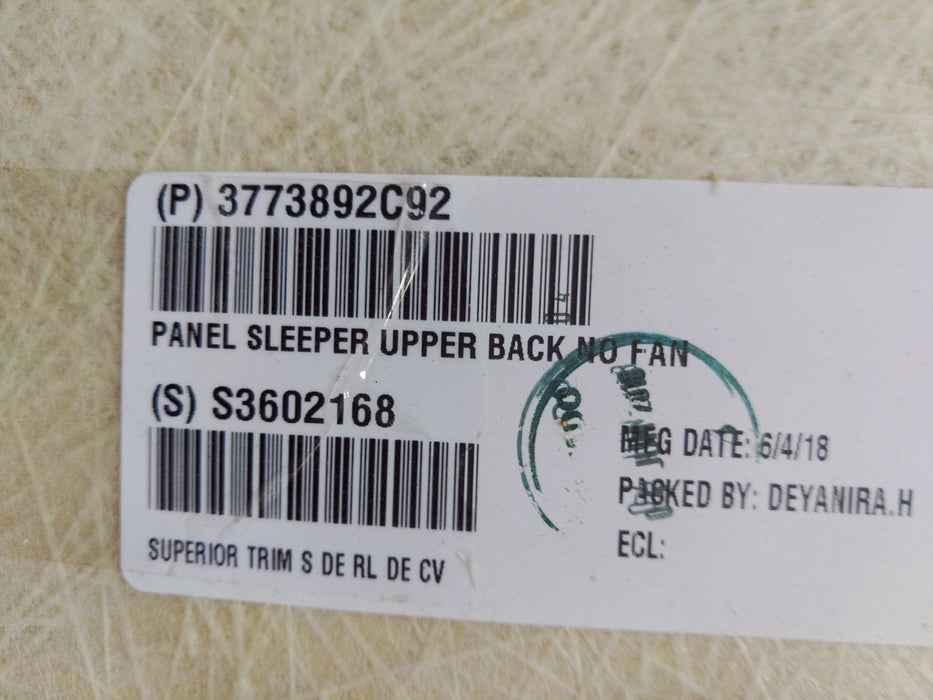 (P) 3773892C92
PANEL SLEEPER UPPER BACK NO FAN
(S) S3602168
MFG DATE: 6/4/18
PACKED BY: DEYANIRA.H
ECL:
SUPERIOR TRIM S DE RL DE CV